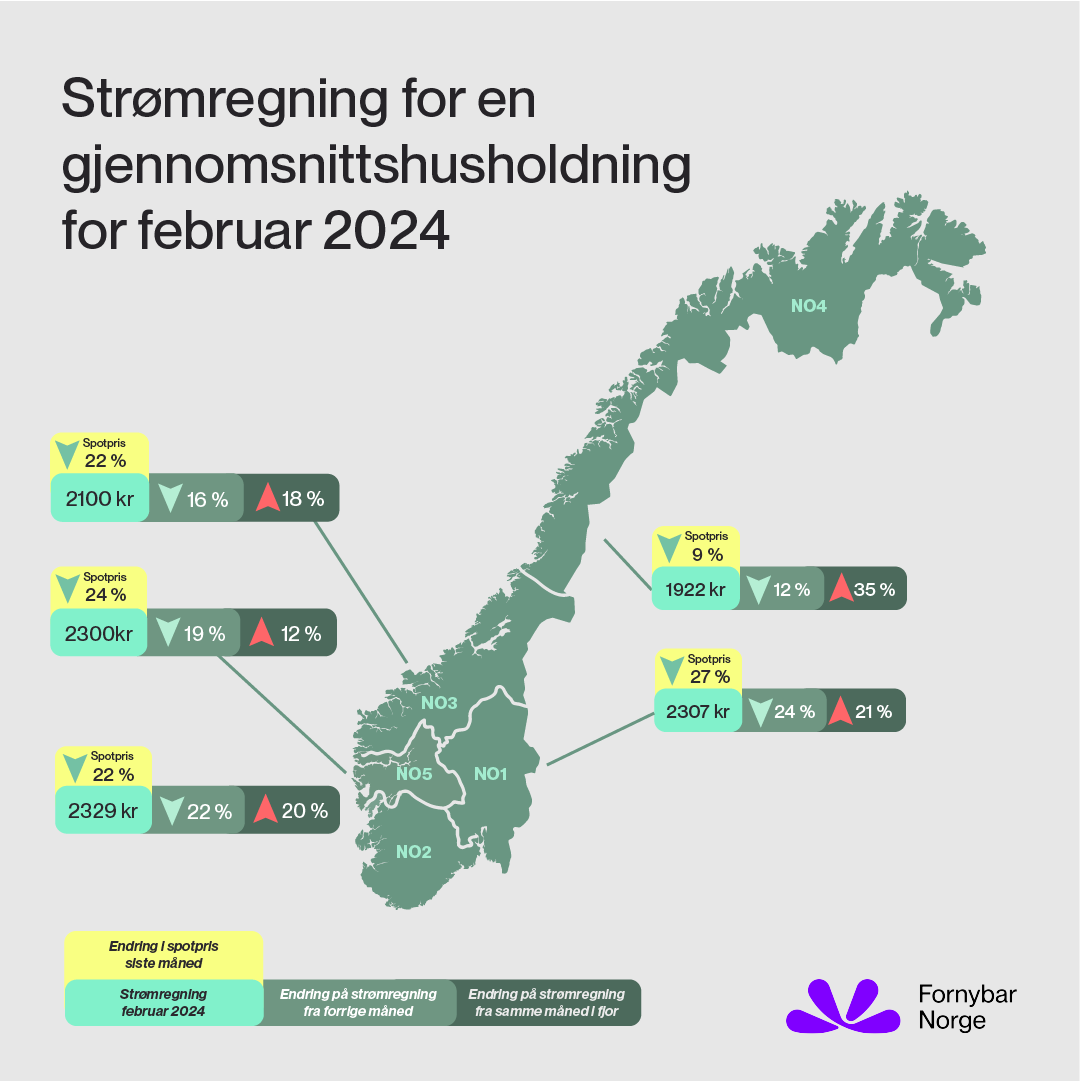 Strømregning for en
gjennomsnittshusholdning
for februar 2024
NO4
Spotpris
22 %
2100 kr
16 %
18 %
Spotpris
9 %
1922 kr
12 %
35 %
Spotpris
24 %
2300kr
19 %
12 %
Spotpris
27 %
2307 kr
24 %
21 %
NO3
NO5
NO1
Spotpris
22 %
2329 kr
22 %
20 %
NO2
Endring i spotpris
siste måned
Strømregning
februar 2024
Endring på strømregning
fra forrige måned
Endring på strømregning
fra samme måned i fjor
Fornybar
Norge